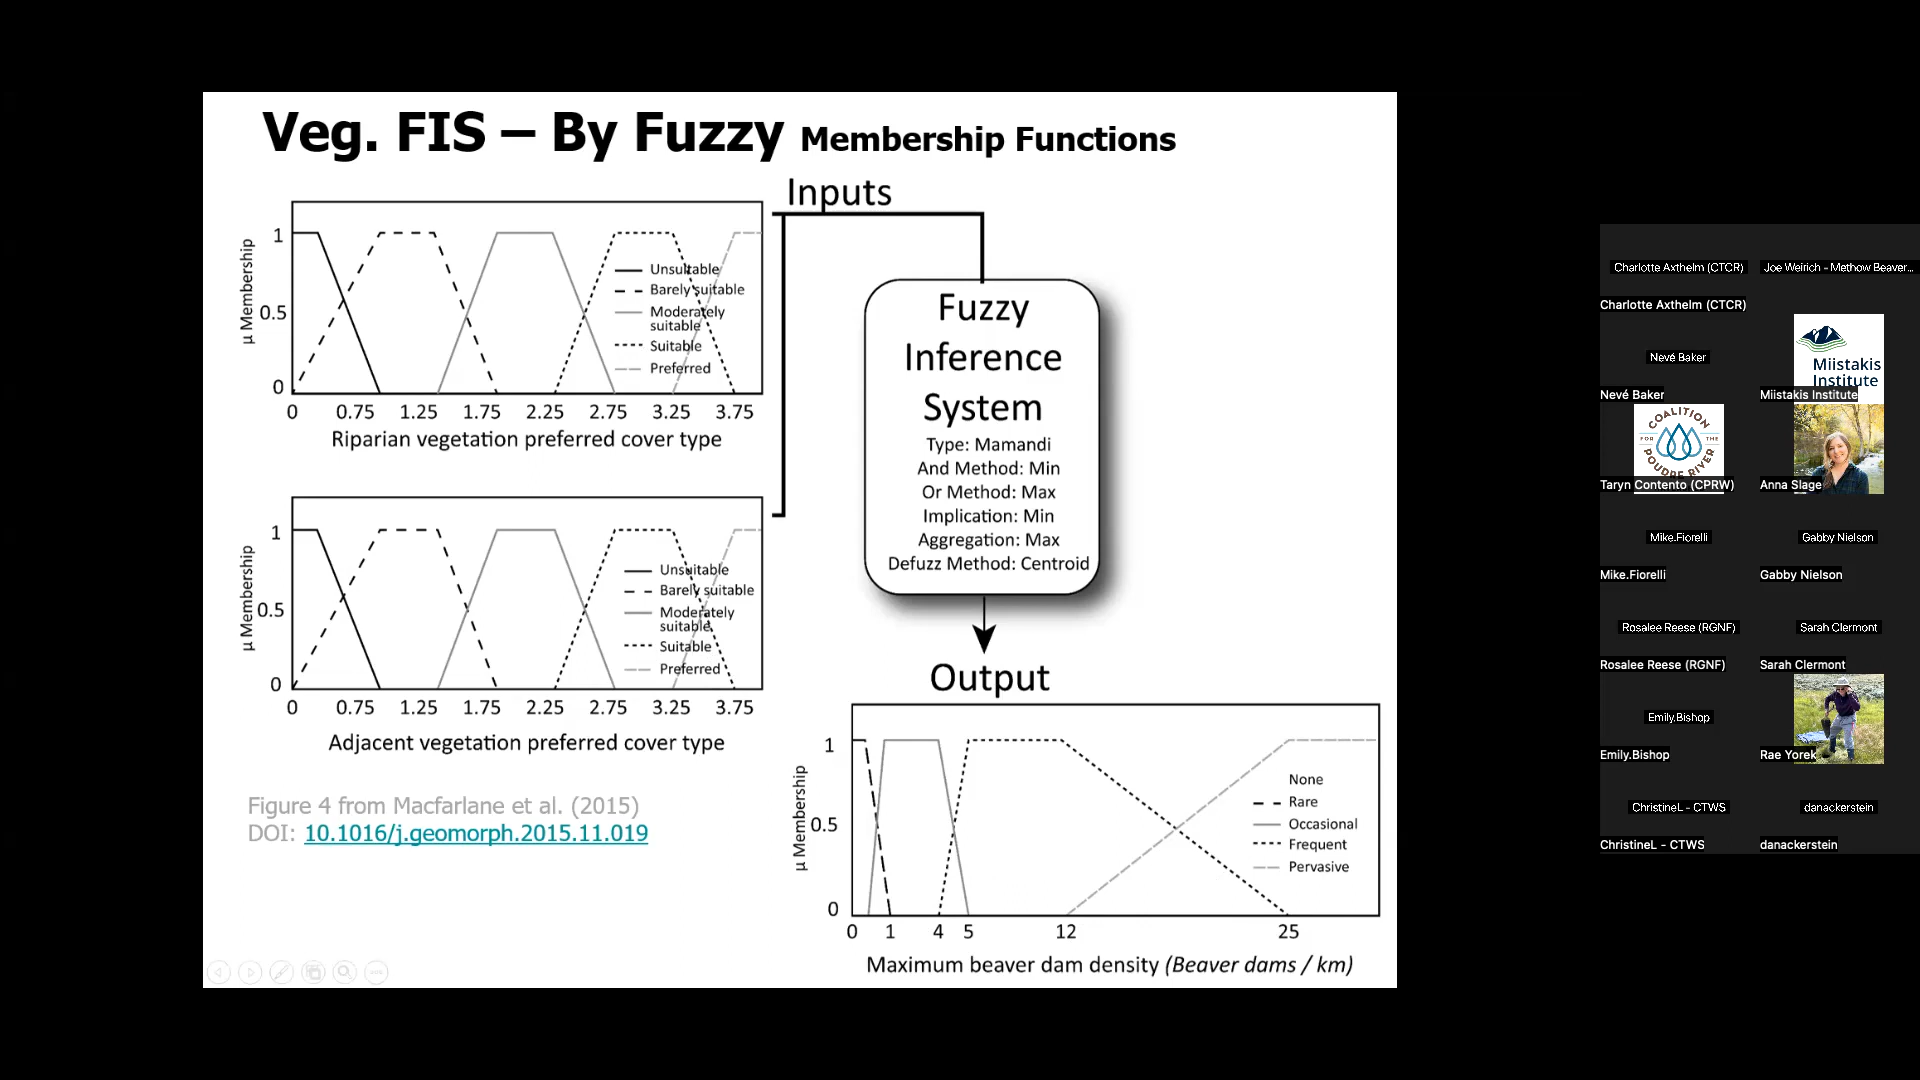 Veg. FIS – By Fuzzy Membership Functions
Inputs
μ Membership
1
0.5
0
Unsuitable
Barely suitable
Moderately
suitable
Suitable
Preferred
0 0.75 1.25 1.75 2.25 2.75 3.25 3.75
Riparian vegetation preferred cover type
μ Membership
1
0.5
0
Unsuitable
Barely suitable
Moderately
suitable
Suitable
Preferred
0 0.75 1.25 1.75 2.25 2.75 3.25 3.75
Adjacent vegetation preferred cover type
Figure 4 from Macfarlane et al. (2015)
DOI: 10.1016/j.geomorph.2015.11.019
Fuzzy
Inference
System
Type: Mamandi
And Method: Min
Or Method: Max
Implication: Min
Aggregation: Max
Defuzz Method: Centroid
Output
μ Membership
1
0.5
0
None
Rare
Occasional
Frequent
Pervasive
0 1 4 5 12 25
Maximum beaver dam density (Beaver dams / km)
Charlotte Axthelm (CTCR)
Charlotte Axthelm (CTCR)
Joe Weirich - Methow Beaver...
Nevé Baker
Nevé Baker
Miistakis
Institute
Miistakis Institute
COALITION
FOR THE
POUDRE RIVER
Taryn Contento (CPRW)
Anna Slage
Mike.Fiorelli
Mike.Fiorelli
Gabby Nielson
Gabby Nielson
Rosalee Reese (RGNF)
Rosalee Reese (RGNF)
Sarah Clermont
Sarah Clermont
Emily.Bishop
Emily.Bishop
Rae Yorek
ChristineL - CTWS
ChristineL - CTWS
danackerstein
danackerstein